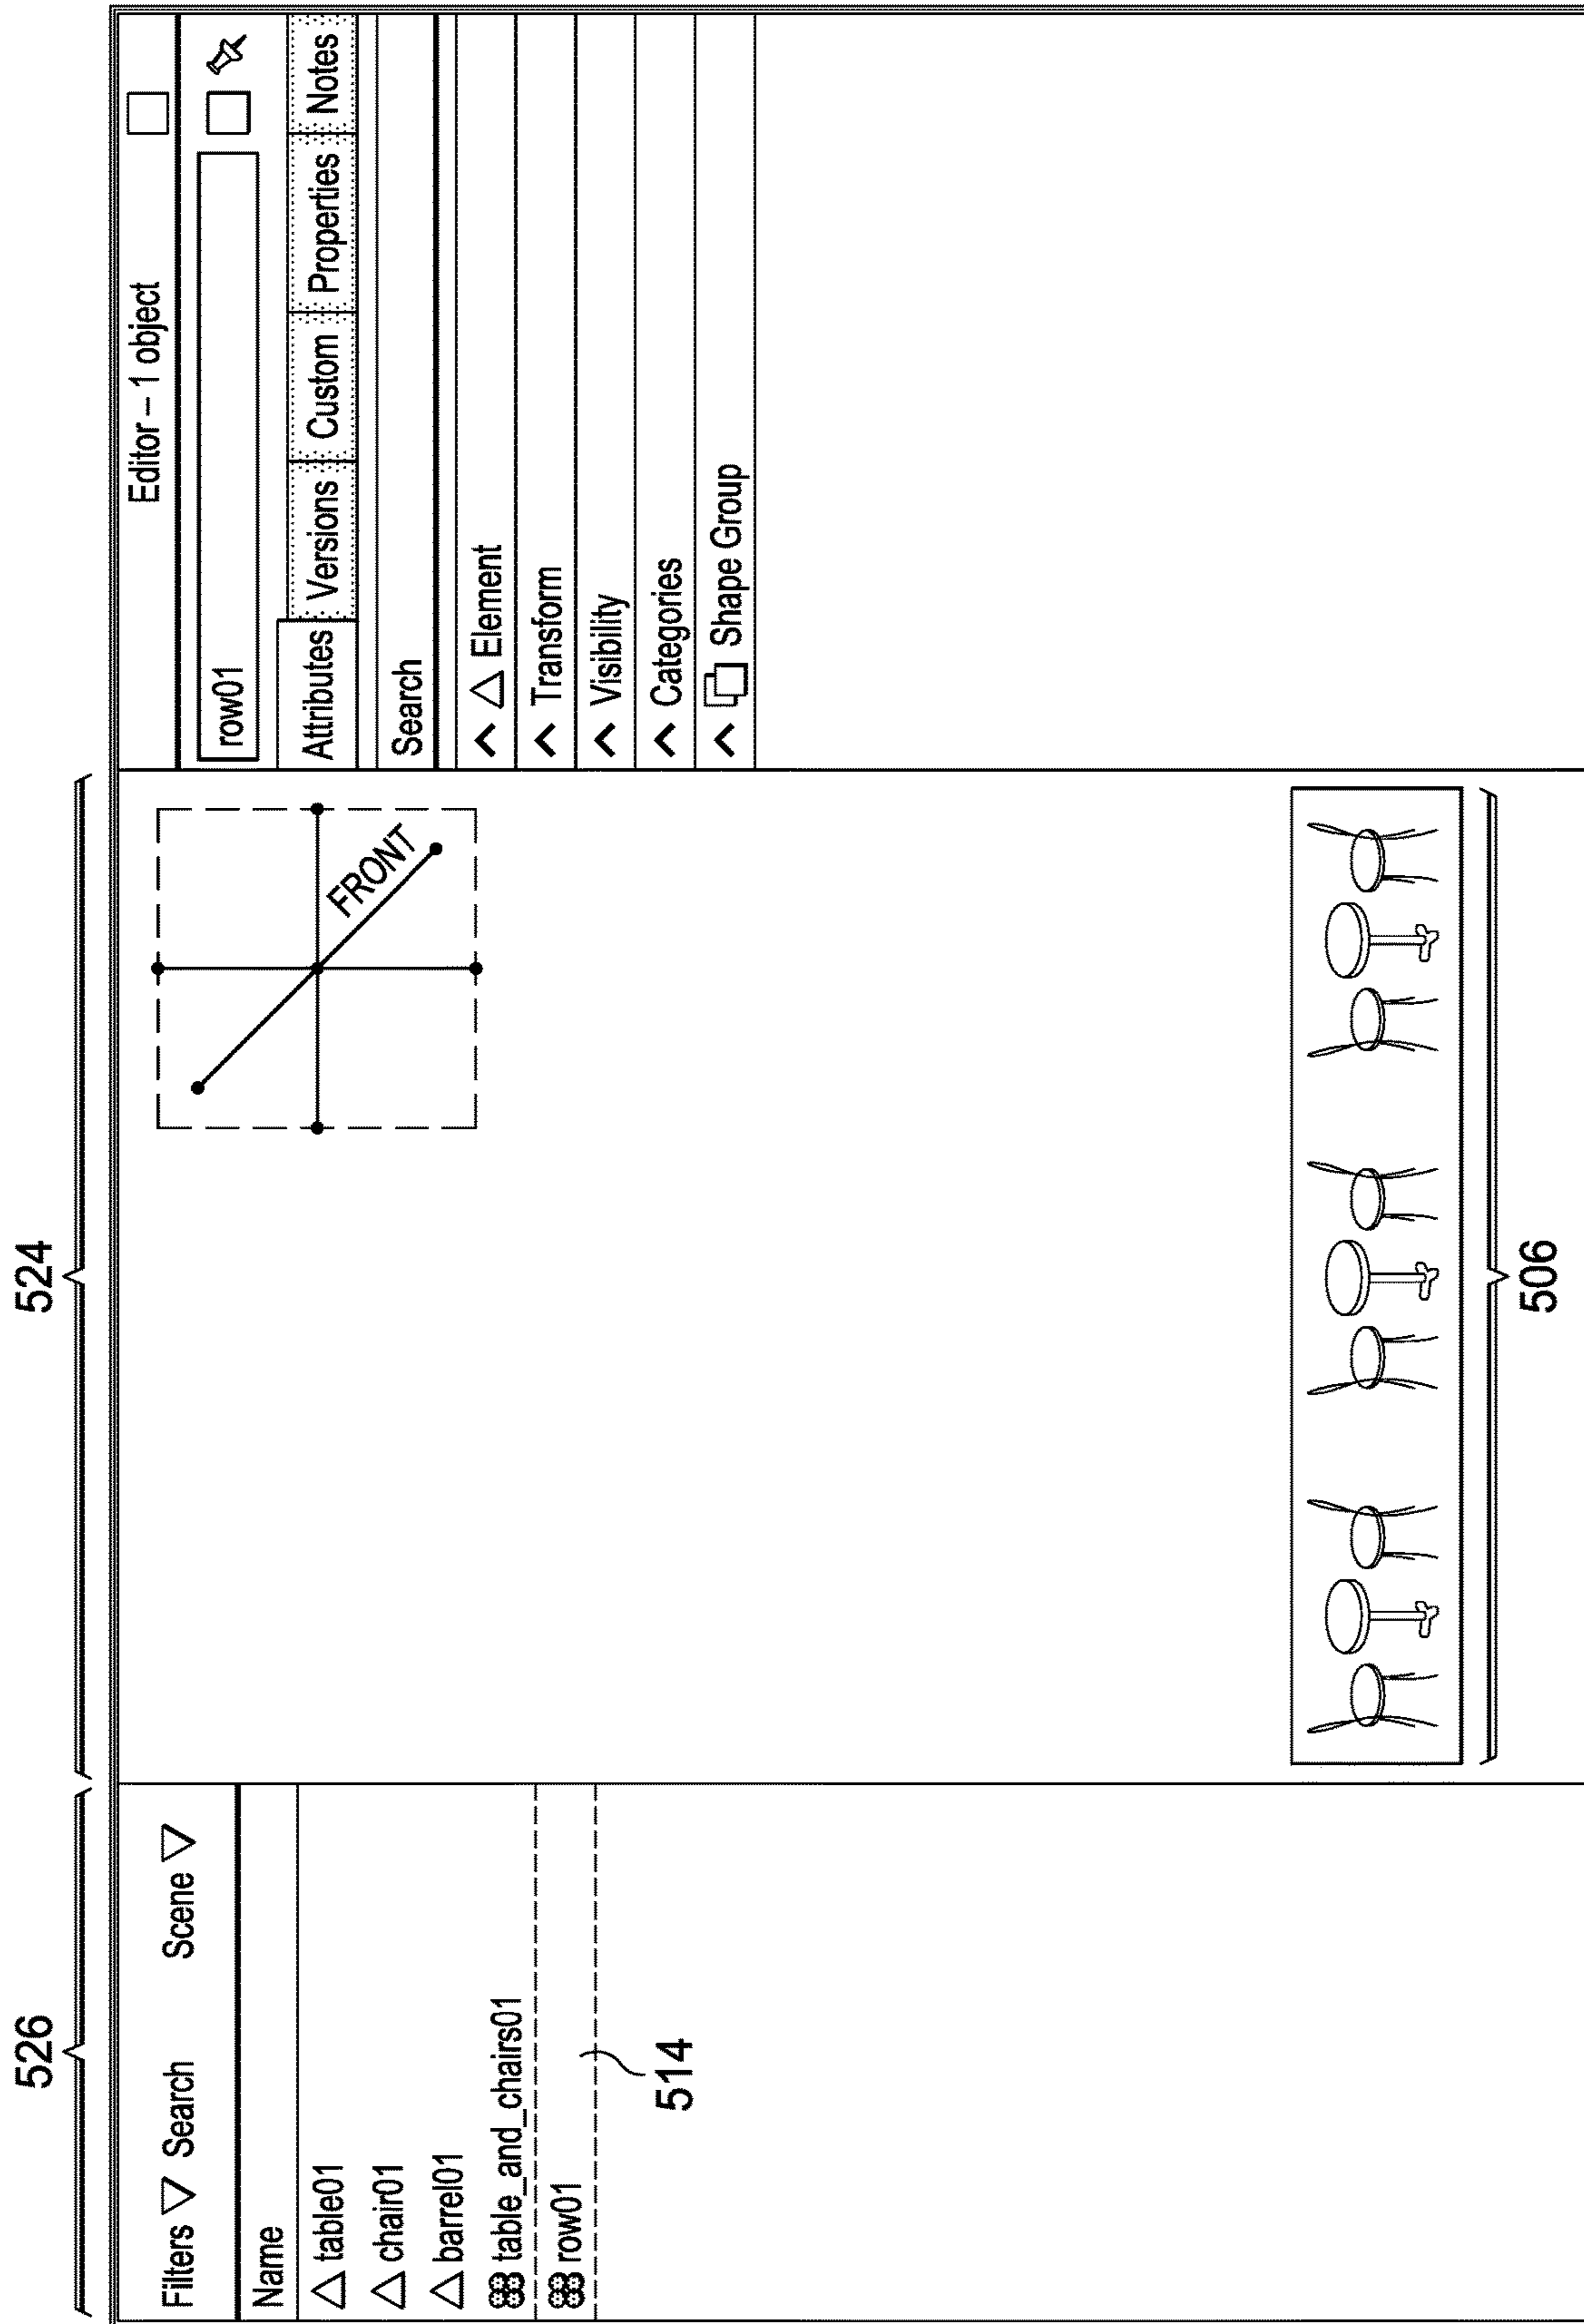 526
524
Filters Search Scene
Name
table01
chair01
barrel01
table_and_chairs01
row01
514
FRONT
506
Editor – 1 object
row01
Attributes Versions Custom Properties Notes
Search
Element
Transform
Visibility
Categories
Shape Group